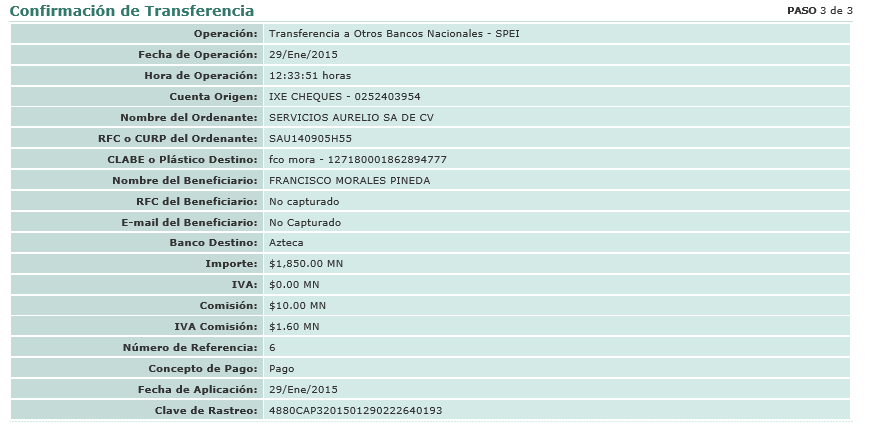 Confirmación de Transferencia PASO 3 de 3
Operación: Transferencia a Otros Bancos Nacionales - SPEI
Fecha de Operación: 29/Ene/2015
Hora de Operación: 12:33:51 horas
Cuenta Origen: IXE CHEQUES - 0252403954
Nombre del Ordenante: SERVICIOS AURELIO SA DE CV
RFC o CURP del Ordenante: SAU140905H55
CLABE o Plástico Destino: fco mora - 127180001862894777
Nombre del Beneficiario: FRANCISCO MORALES PINEDA
RFC del Beneficiario: No capturado
E-mail del Beneficiario: No Capturado
Banco Destino: Azteca
Importe: $1,850.00 MN
IVA: $0.00 MN
Comisión: $10.00 MN
IVA Comisión: $1.60 MN
Número de Referencia: 6
Concepto de Pago: Pago
Fecha de Aplicación: 29/Ene/2015
Clave de Rastreo: 4880CAP3201501290222640193